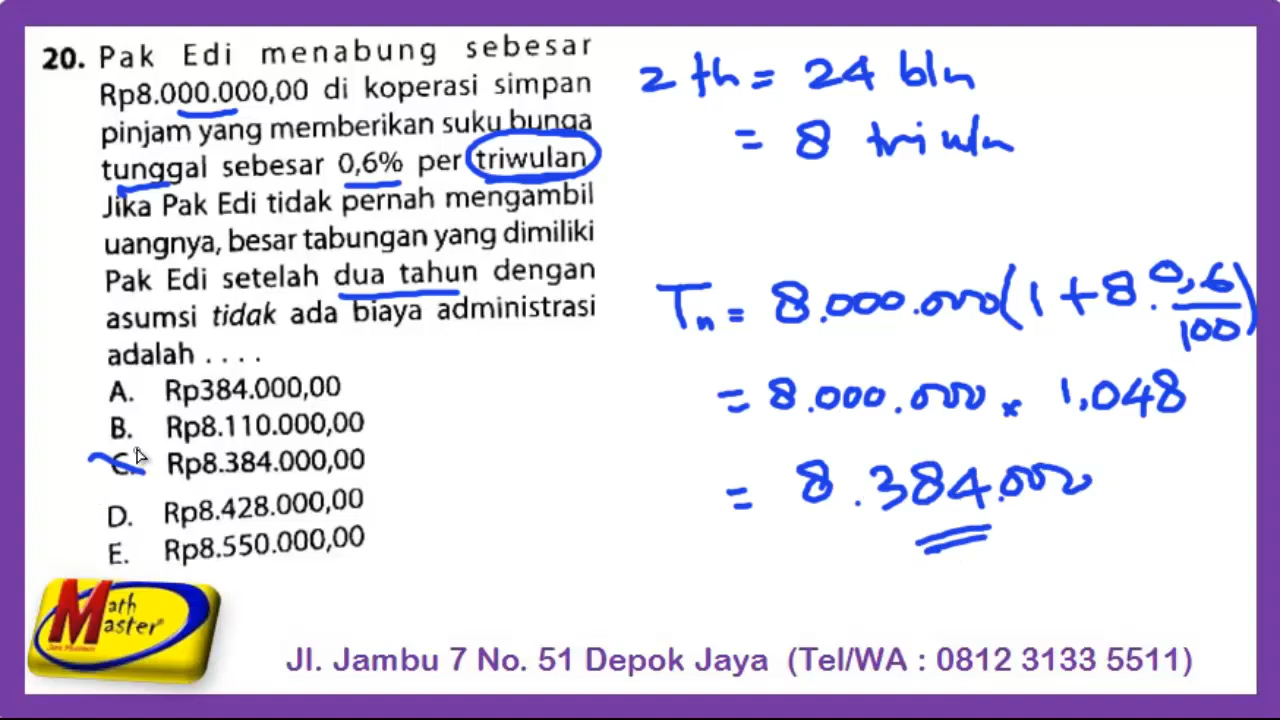 20. Pak Edi menabung sebesar
Rp8.000.000,00 di koperasi simpan
pinjam yang memberikan suku bunga
tunggal sebesar 0,6% per triwulan
Jika Pak Edi tidak pernah mengambil
uangnya, besar tabungan yang dimiliki
Pak Edi setelah dua tahun dengan
asumsi tidak ada biaya administrasi
adalah . . . .
A. Rp384.000,00
B. Rp8.110.000,00
C. Rp8.384.000,00
D. Rp8.428.000,00
E. Rp8.550.000,00
2 th = 24 bln
= 8 triwln
Tn = 8.000.000(1 + 8. 0,6/100)
= 8.000.000 × 1,048
= 8.384.000
Math
Master
Jl. Jambu 7 No. 51 Depok Jaya (Tel/WA : 0812 3133 5511)